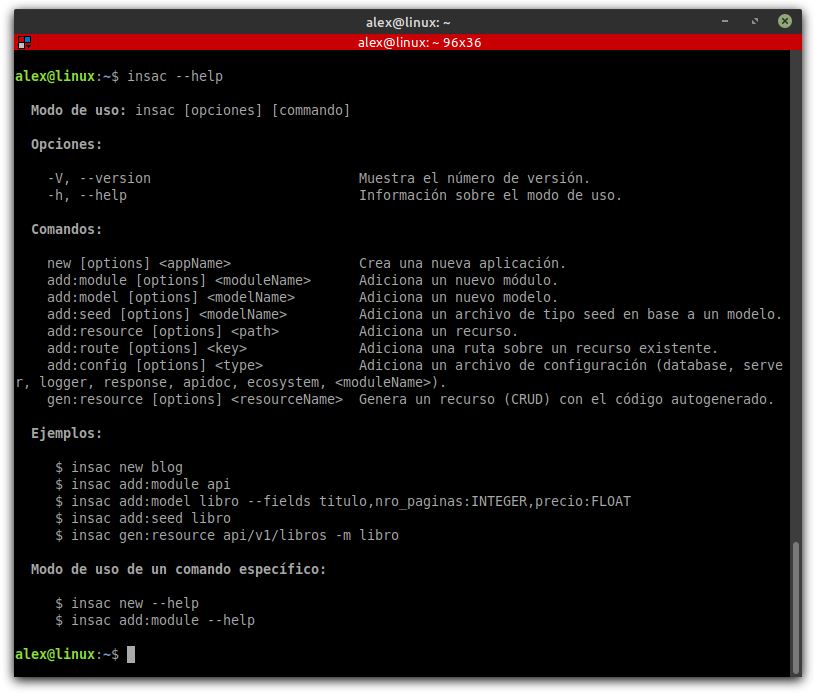 alex@linux: ~
alex@linux: ~ 96x36
alex@linux:~$ insac --help
Modo de uso: insac [opciones] [commando]
Opciones:
-V, --version Muestra el número de versión.
-h, --help Información sobre el modo de uso.
Comandos:
new [options] <appName> Crea una nueva aplicación.
add:module [options] <moduleName> Adiciona un nuevo módulo.
add:model [options] <modelName> Adiciona un nuevo modelo.
add:seed [options] <modelName> Adiciona un archivo de tipo seed en base a un modelo.
add:resource [options] <path> Adiciona un recurso.
add:route [options] <key> Adiciona una ruta sobre un recurso existente.
add:config [options] <type> Adiciona un archivo de configuración (database, serve
r, logger, response, apidoc, ecosystem, <moduleName>).
gen:resource [options] <resourceName> Genera un recurso (CRUD) con el código autogenerado.
Ejemplos:
$ insac new blog
$ insac add:module api
$ insac add:model libro --fields titulo,nro_paginas:INTEGER,precio:FLOAT
$ insac add:seed libro
$ insac gen:resource api/v1/libros -m libro
Modo de uso de un comando específico:
$ insac new --help
$ insac add:module --help
alex@linux:~$